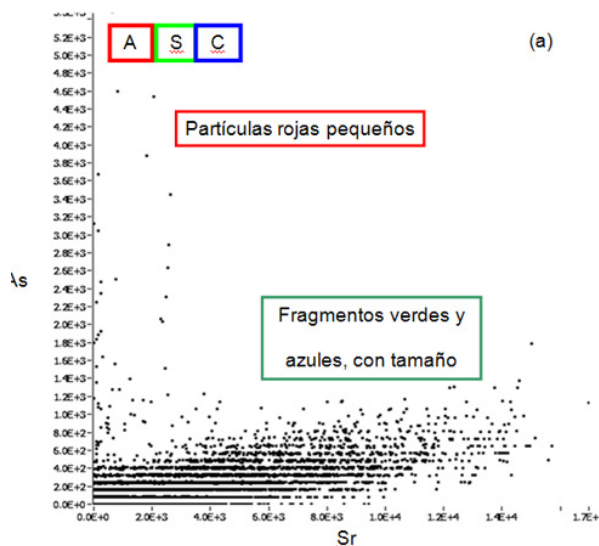 5.2E+3
5.0E+3
4.8E+3
4.6E+3
4.4E+3
4.2E+3
4.0E+3
3.8E+3
3.6E+3
3.4E+3
3.2E+3
3.0E+3
2.8E+3
2.6E+3
2.4E+3
2.2E+3
2.0E+3
1.8E+3
1.6E+3
1.4E+3
1.2E+3
1.0E+3
8.0E+2
6.0E+2
4.0E+2
2.0E+2
0.0E+0
A S C
(a)
Partículas rojas pequeños
As
Fragmentos verdes y
azules, con tamaño
0.0E+0 2.0E+3 4.0E+3 6.0E+3 8.0E+3 1.0E+4 1.2E+4 1.4E+4 1.7E+4
Sr